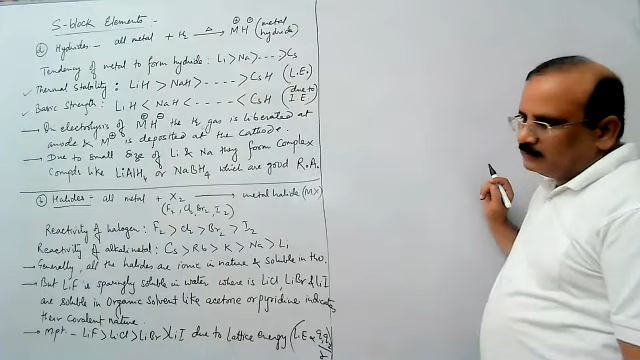 S-block Elements :-
(a) Hydrides - all metal + H₂ —Δ→ M⊕ H⊖ (metal hydride)
Tendency of metal to form hydride : Li > Na > ...... > Cs
✓ Thermal Stability : LiH > NaH > ...... > CsH (L.E.)
✓ Basic Strength : LiH < NaH < ...... < CsH (due to I.E)
→ On electrolysis of M⊕ H⊖ the H₂ gas is liberated at
anode & M⊕ is deposited at the Cathode.
→ Due to small size of Li & Na they form Complex
Compds like LiAlH₄ or NaBH₄ which are good R.A.
(b) Halides = all metal + X₂ → metal halide (MX)
(F₂, Cl₂, Br₂, I₂)
Reactivity of halogen : F₂ > Cl₂ > Br₂ > I₂
Reactivity of alkali metal : Cs > Rb > K > Na > Li
→ Generally, all the halides are ionic in nature & soluble in H₂O.
→ But LiF is sparingly soluble in water where is LiCl, LiBr & LiI
are soluble in Organic Solvent like acetone or pyridine indicates
their Covalent nature.
→ mpt. - LiF > LiCl > LiBr > LiI due to lattice energy (L.E ∝